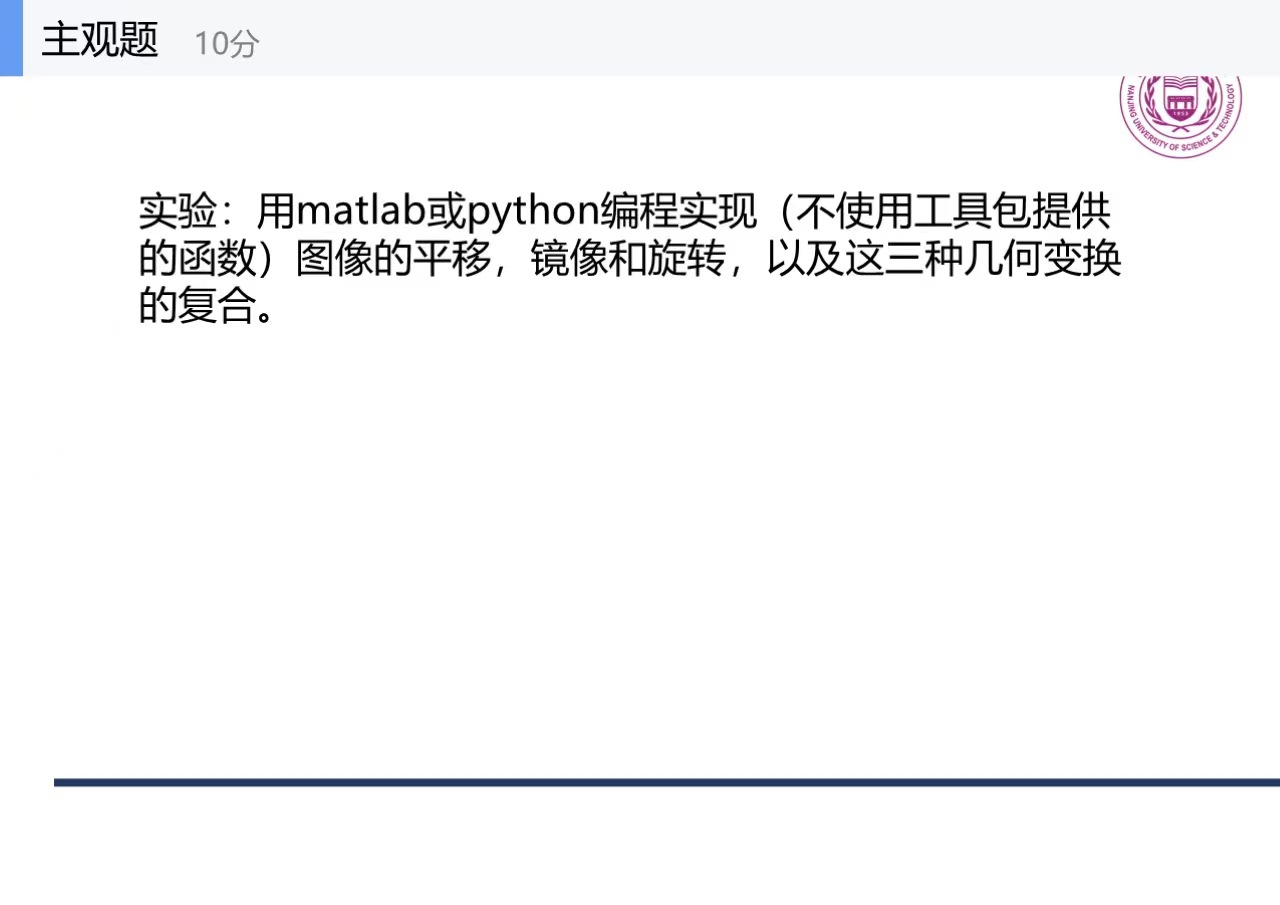 主观题 10分
NANJING UNIVERSITY OF SCIENCE & TECHNOLOGY
1953
实验：用matlab或python编程实现（不使用工具包提供
的函数）图像的平移，镜像和旋转，以及这三种几何变换
的复合。